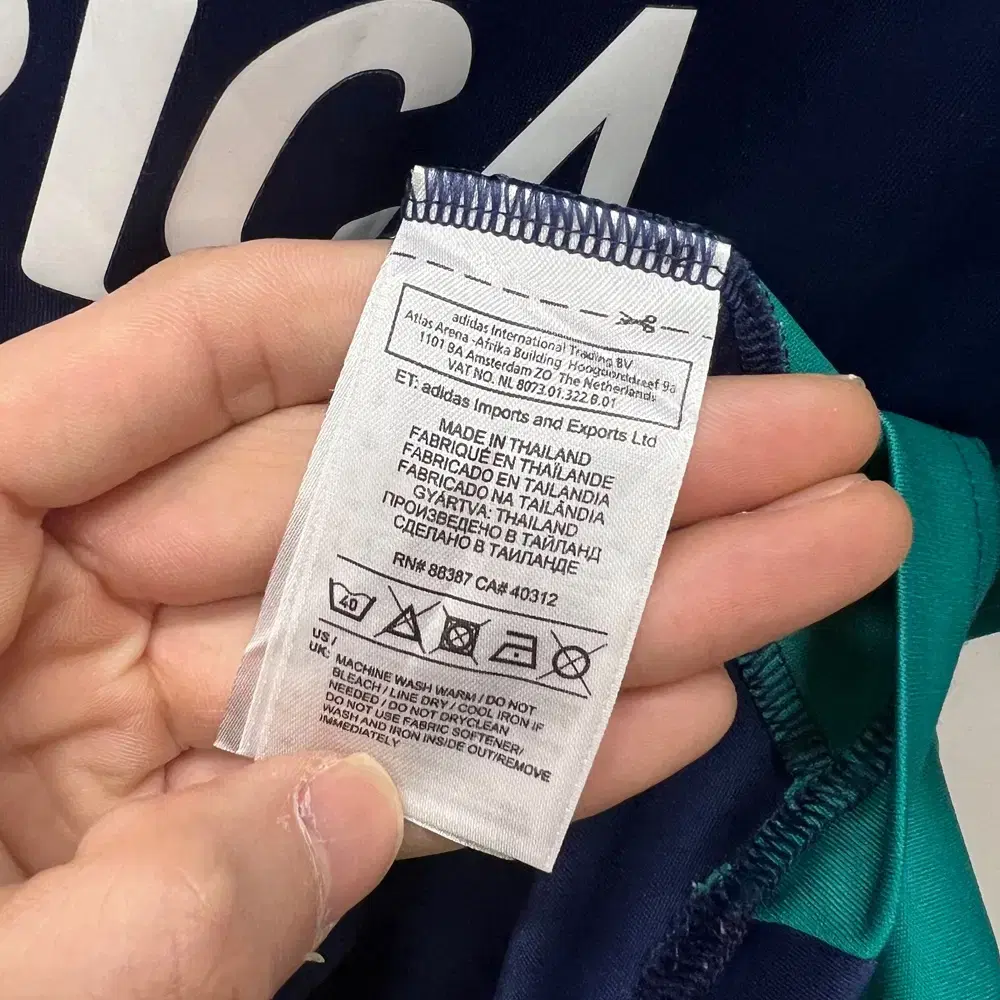 ICA
adidas International Trading BV
Atlas Arena -Afrika Building Hoogoorddreef 9a
1101 BA Amsterdam ZO The Netherlands
VAT NO. NL 8073.01.322.B.01
ET: adidas Imports and Exports Ltd
MADE IN THAILAND
FABRIQUÉ EN THAÏLANDE
FABRICADO EN TAILANDIA
FABRICADO NA TAILÂNDIA
GYÁRTVA: THAILAND
ПРОИЗВЕДЕНО В ТАЙЛАНД
СДЕЛАНО В ТАИЛАНДЕ
RN# 88387 CA# 40312
40
US /
UK: MACHINE WASH WARM / DO NOT
BLEACH / LINE DRY / COOL IRON IF
NEEDED / DO NOT DRYCLEAN
DO NOT USE FABRIC SOFTENER/
WASH AND IRON INSIDE OUT/REMOVE
IMMEDIATELY